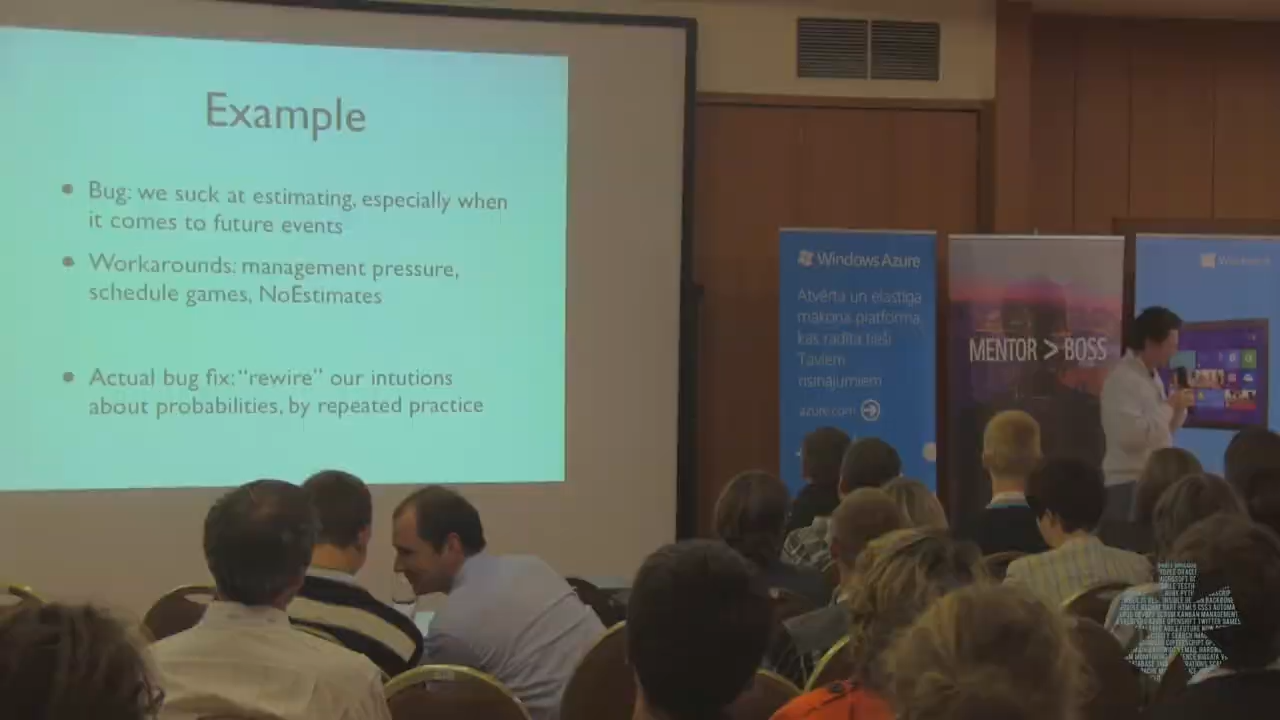 Example
Bug: we suck at estimating, especially when
it comes to future events
Workarounds: management pressure,
schedule games, NoEstimates
Actual bug fix: "rewire" our intutions
about probabilities, by repeated practice
Windows Azure
Atvērta un elastīga
mākoņa platforma,
kas radīta tieši
Taviem
risinājumiem
azure.com
MENTOR > BOSS
Windows